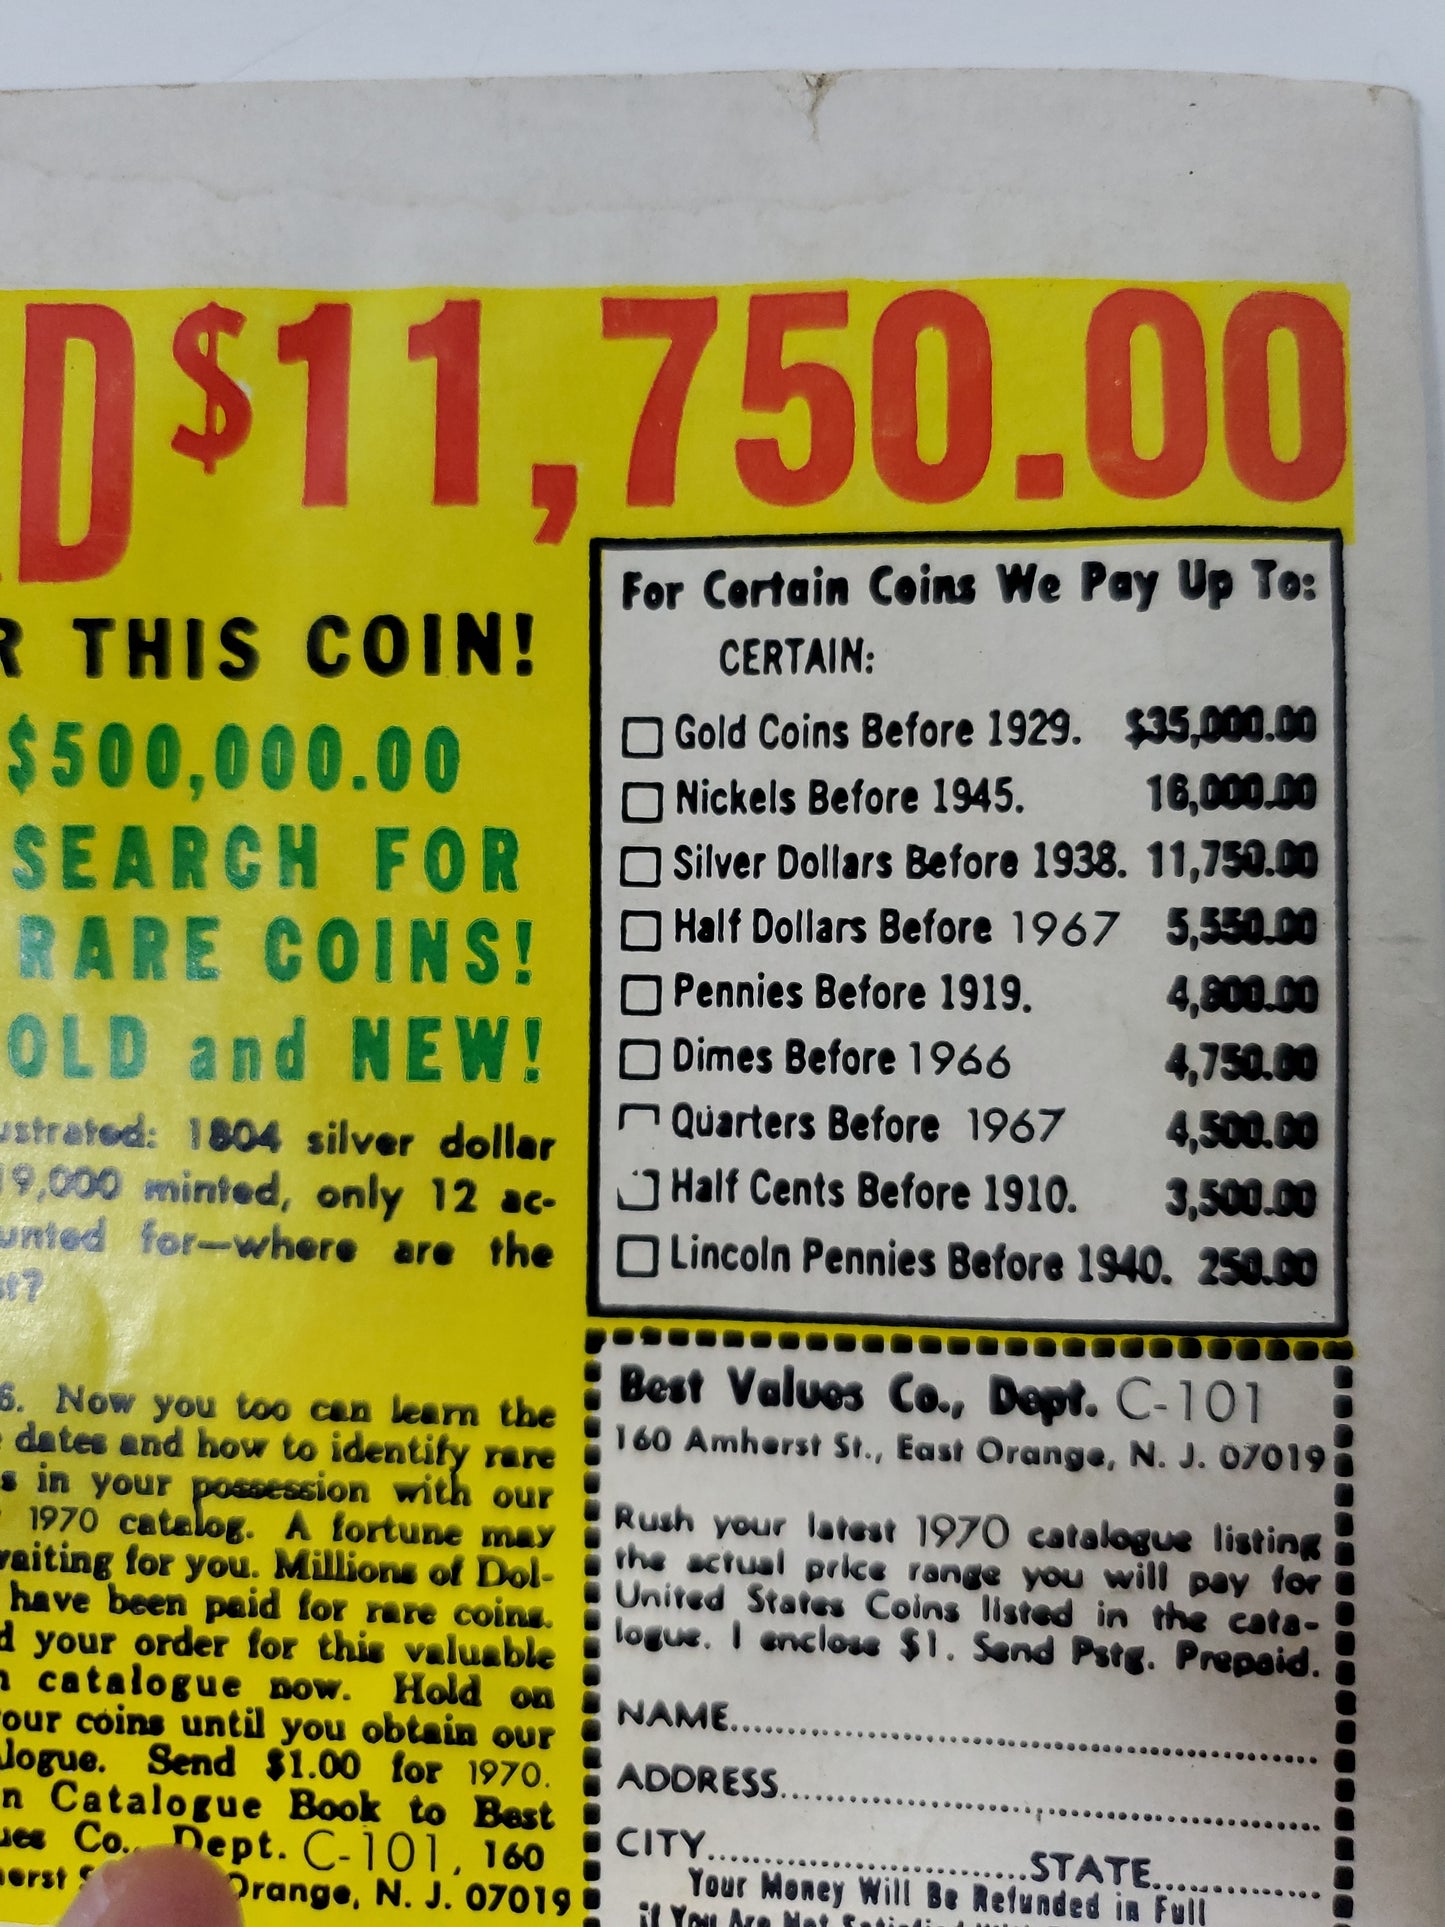 D $11,750.00
R THIS COIN!
$500,000.00
SEARCH FOR
RARE COINS!
OLD and NEW!
ustrated: 1804 silver dollar
19,000 minted, only 12 ac-
unted for—where are the
st?
6. Now you too can learn the
dates and how to identify rare
s in your possession with our
1970 catalog. A fortune may
waiting for you. Millions of Dol-
have been paid for rare coins.
d your order for this valuable
n catalogue now. Hold on
our coins until you obtain our
alogue. Send $1.00 for 1970.
n Catalogue Book to Best
ues Co., Dept. C-101, 160
herst Orange, N. J. 07019
For Certain Coins We Pay Up To:
CERTAIN:
Gold Coins Before 1929. $35,000.00
Nickels Before 1945. 16,000.00
Silver Dollars Before 1938. 11,750.00
Half Dollars Before 1967 5,550.00
Pennies Before 1919. 4,800.00
Dimes Before 1966 4,750.00
Quarters Before 1967 4,500.00
Half Cents Before 1910. 3,500.00
Lincoln Pennies Before 1940. 250.00
Best Values Co., Dept. C-101
160 Amherst St., East Orange, N. J. 07019
Rush your latest 1970 catalogue listing
the actual price range you will pay for
United States Coins listed in the cata-
logue. I enclose $1. Send Pstg. Prepaid.
NAME
ADDRESS
CITY STATE
Your Money Will Be Refunded in Full
if You Are Not Satisfied